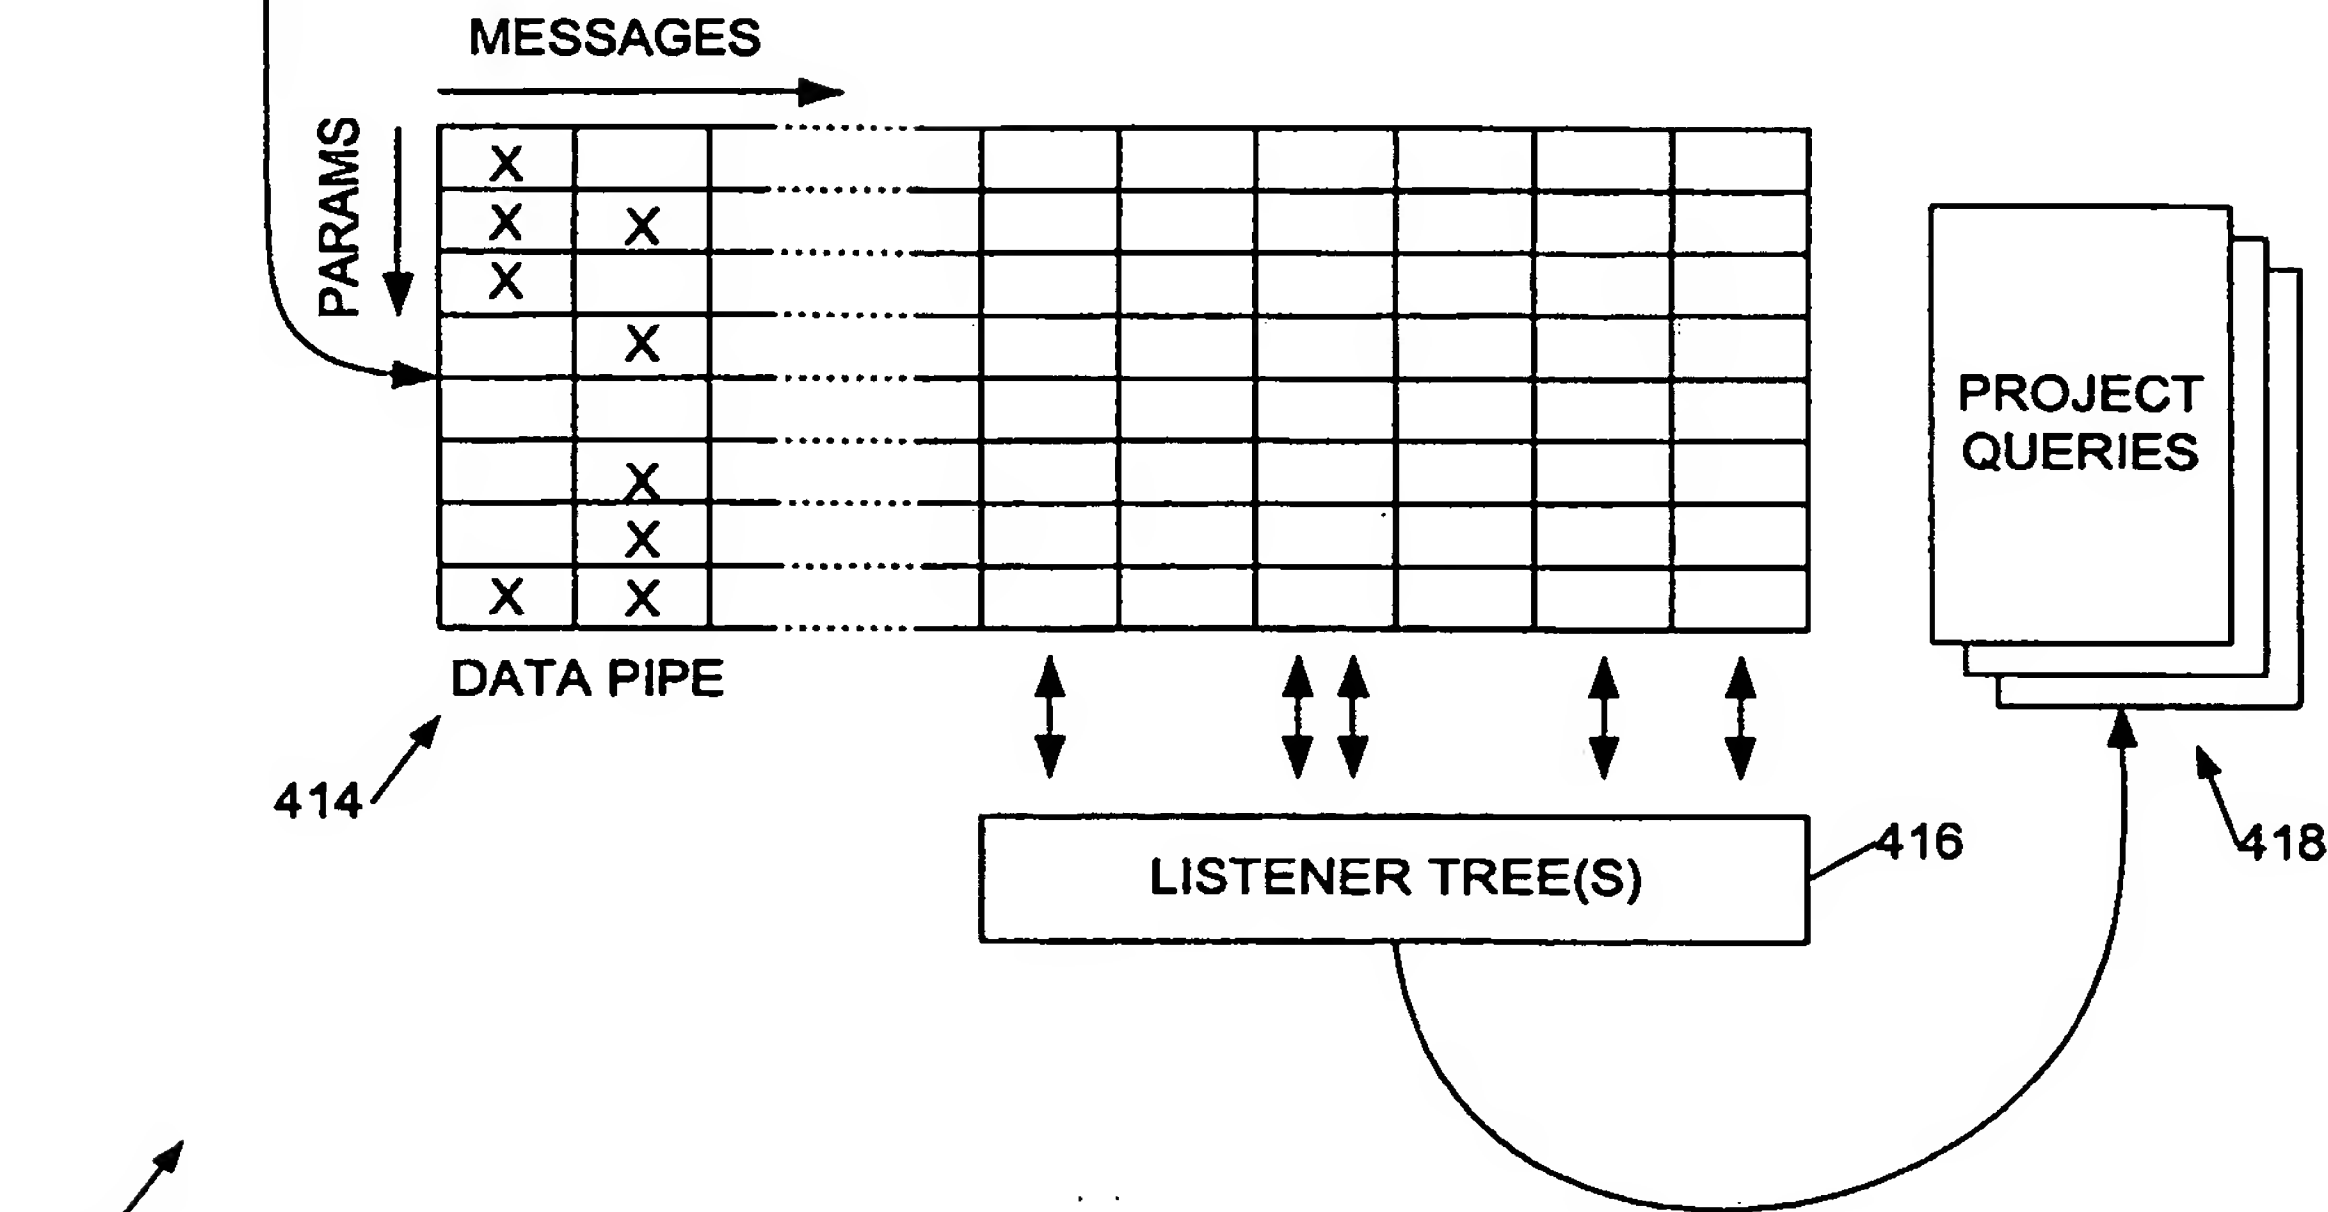 MESSAGES
PARAMS
X
X X
X
X
X
X
X X
PROJECT
QUERIES
DATA PIPE
414
LISTENER TREE(S)
416
418